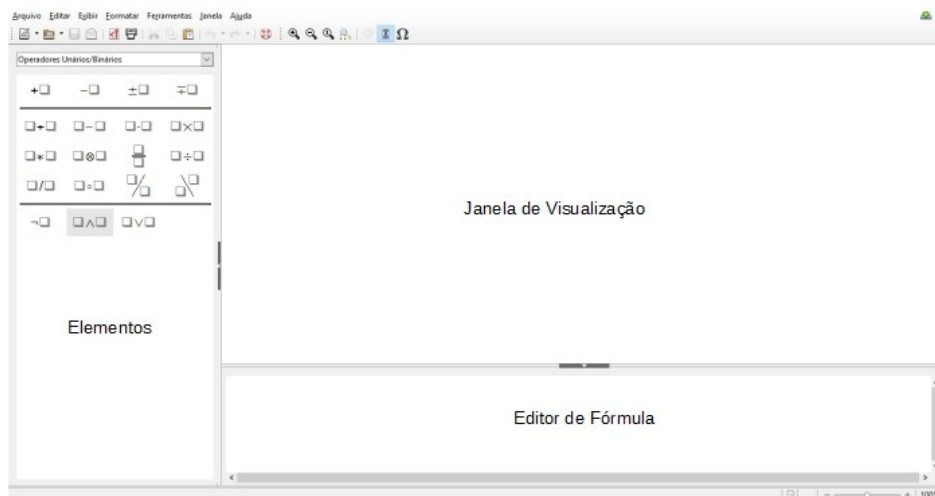 Arquivo Editar Exibir Formatar Ferramentas Janela Ajuda
Operadores Unários/Binários
+□ −□ ±□ ∓□
□+□ □−□ □·□ □×□
□∗□ □⊗□ □/□ □÷□
□/□ □∘□ □/□ □\□
¬□ □∧□ □∨□
Janela de Visualização
Elementos
Editor de Fórmula